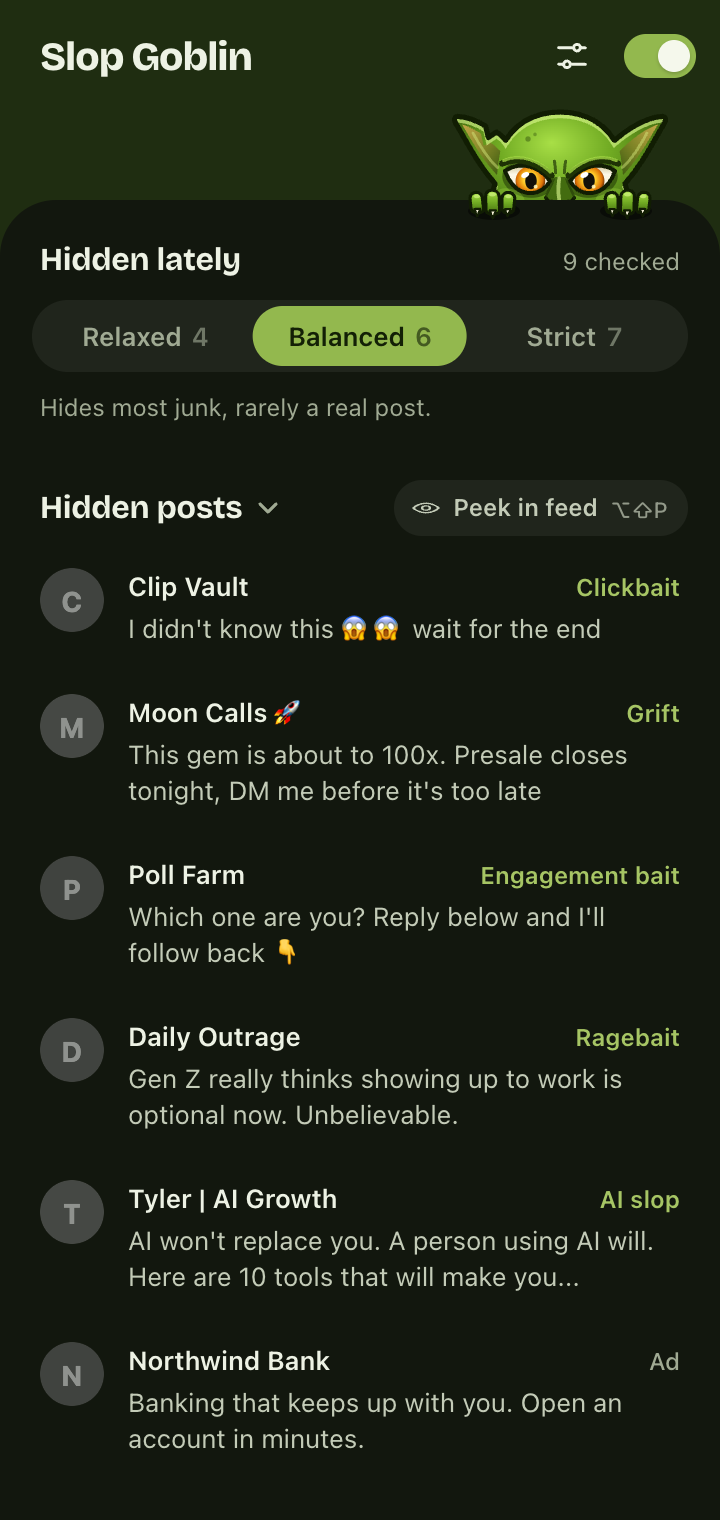 Slop Goblin
Hidden lately
9 checked
Relaxed 4
Balanced 6
Strict 7
Hides most junk, rarely a real post.
Hidden posts
Peek in feed ⌥⇧P
C
Clip Vault
Clickbait
I didn't know this 😱😱 wait for the end
M
Moon Calls 🚀
Grift
This gem is about to 100x. Presale closes
tonight, DM me before it's too late
P
Poll Farm
Engagement bait
Which one are you? Reply below and I'll
follow back 👇
D
Daily Outrage
Ragebait
Gen Z really thinks showing up to work is
optional now. Unbelievable.
T
Tyler | AI Growth
AI slop
AI won't replace you. A person using AI will.
Here are 10 tools that will make you...
N
Northwind Bank
Ad
Banking that keeps up with you. Open an
account in minutes.